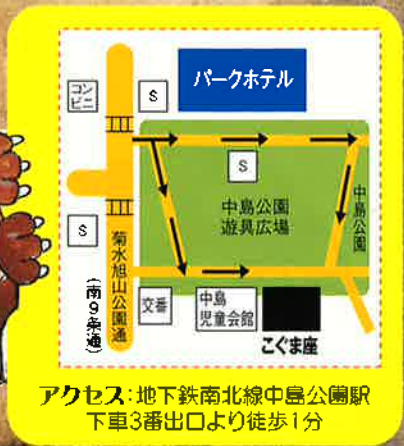 コン
ビニ
S
パークホテル
S
中島公園
遊具広場
中島公園
S
菊水旭山公園通
(南9条通)
交番
中島
児童会館
こぐま座
アクセス:地下鉄南北線中島公園駅
下車3番出口より徒歩1分